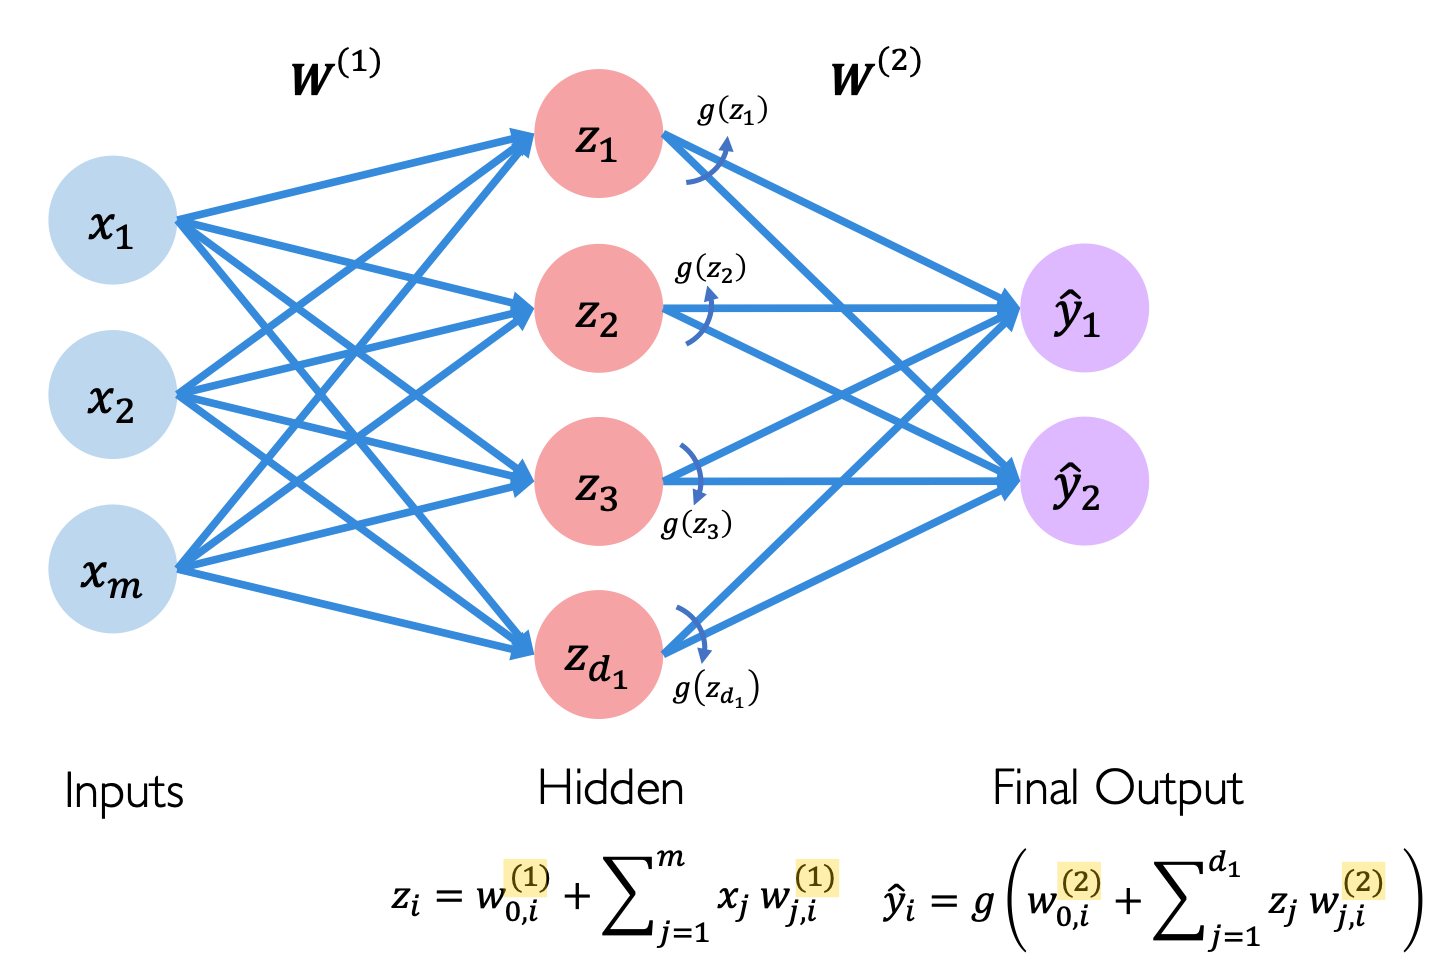 W^(1)
W^(2)
g(z_1)
z_1
x_1
g(z_2)
z_2
ŷ_1
x_2
z_3
ŷ_2
g(z_3)
x_m
z_{d_1}
g(z_{d_1})
Inputs
Hidden
Final Output
z_i = w_{0,i}^{(1)} + ∑_{j=1}^{m} x_j w_{j,i}^{(1)}
ŷ_i = g ( w_{0,i}^{(2)} + ∑_{j=1}^{d_1} z_j w_{j,i}^{(2)} )